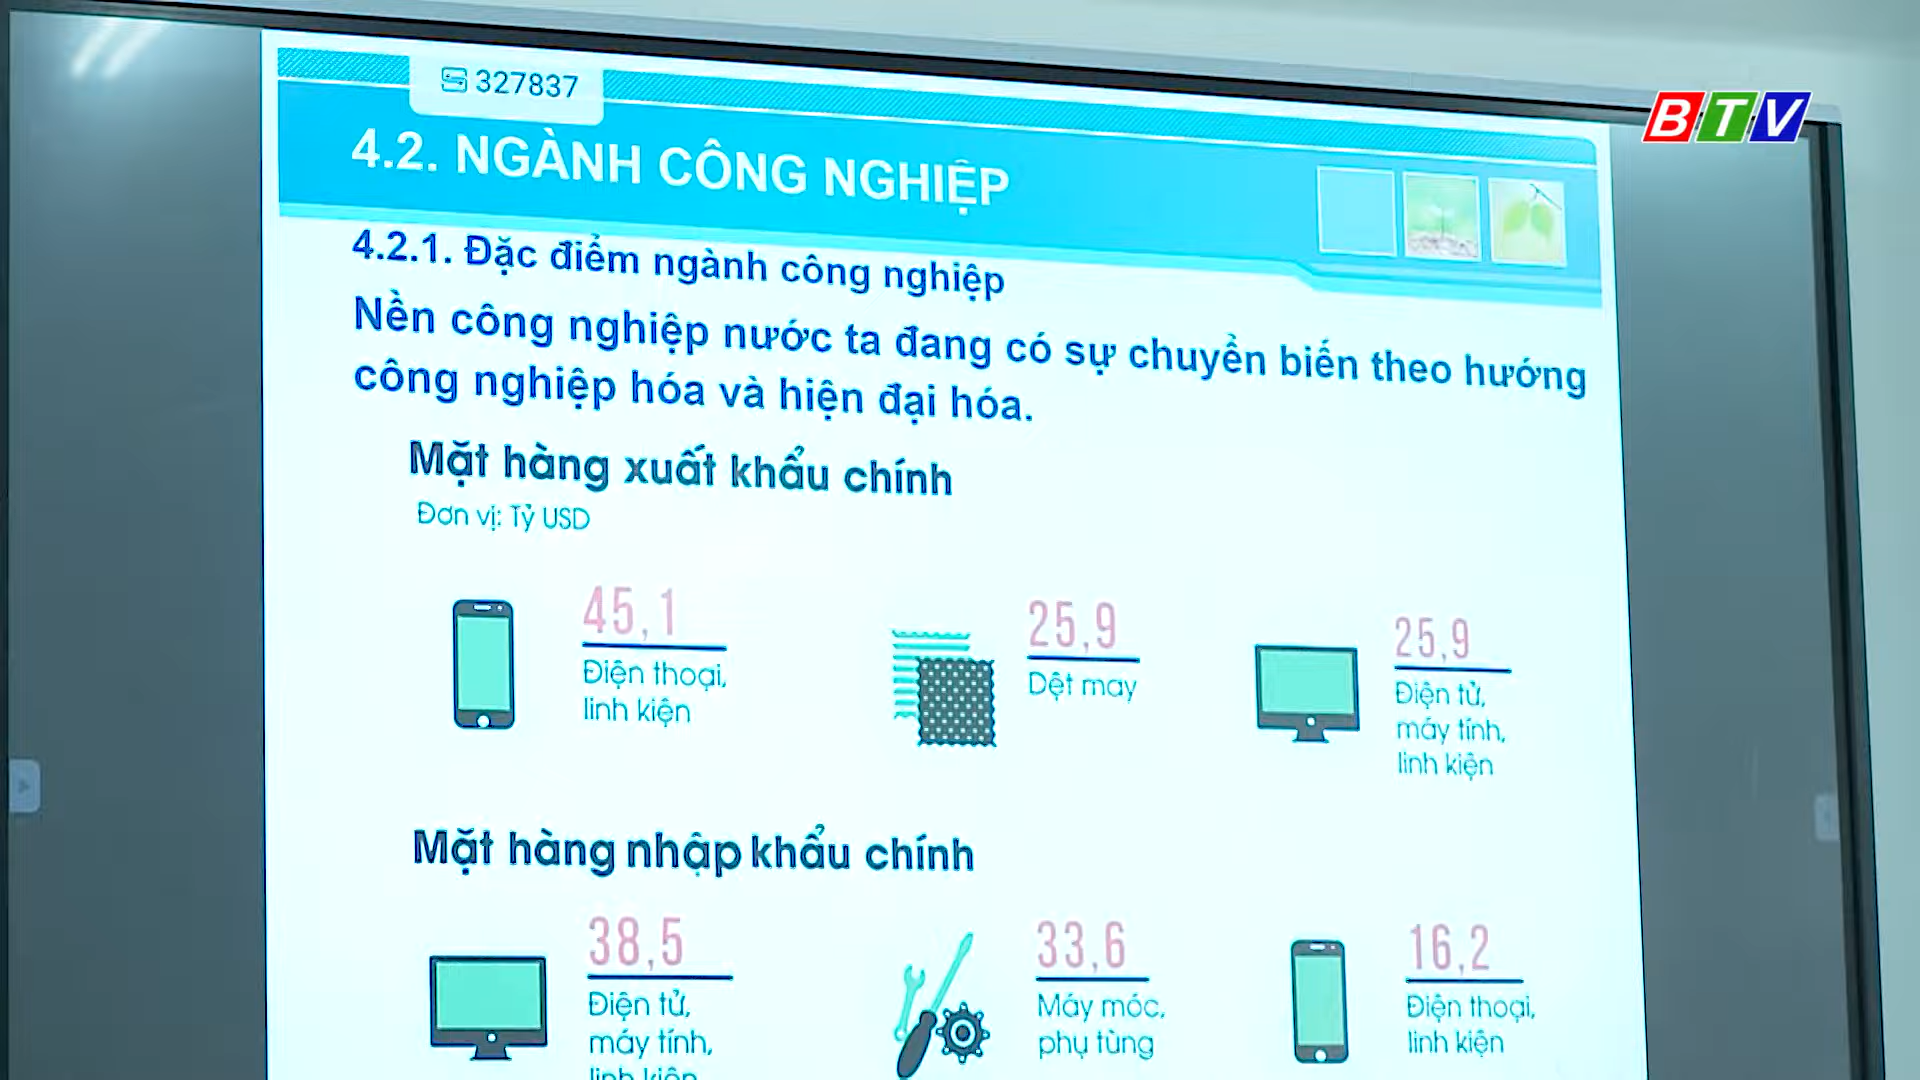 327837
BTV
4.2. NGÀNH CÔNG NGHIỆP
4.2.1. Đặc điểm ngành công nghiệp
Nền công nghiệp nước ta đang có sự chuyển biến theo hướng
công nghiệp hóa và hiện đại hóa.
Mặt hàng xuất khẩu chính
Đơn vị: Tỷ USD
45,1
Điện thoại,
linh kiện
25,9
Dệt may
25,9
Điện tử,
máy tính,
linh kiện
Mặt hàng nhập khẩu chính
38,5
Điện tử,
máy tính,
linh kiện
33,6
Máy móc,
phụ tùng
16,2
Điện thoại,
linh kiện